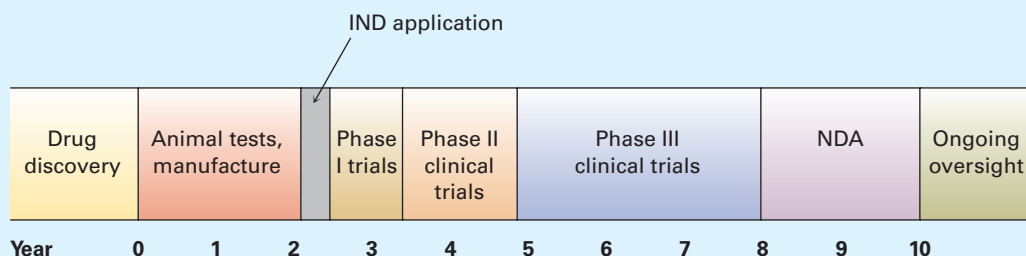 IND application
Drug
discovery
Animal tests,
manufacture
Phase
I trials
Phase II
clinical
trials
Phase III
clinical trials
NDA
Ongoing
oversight
Year 0 1 2 3 4 5 6 7 8 9 10